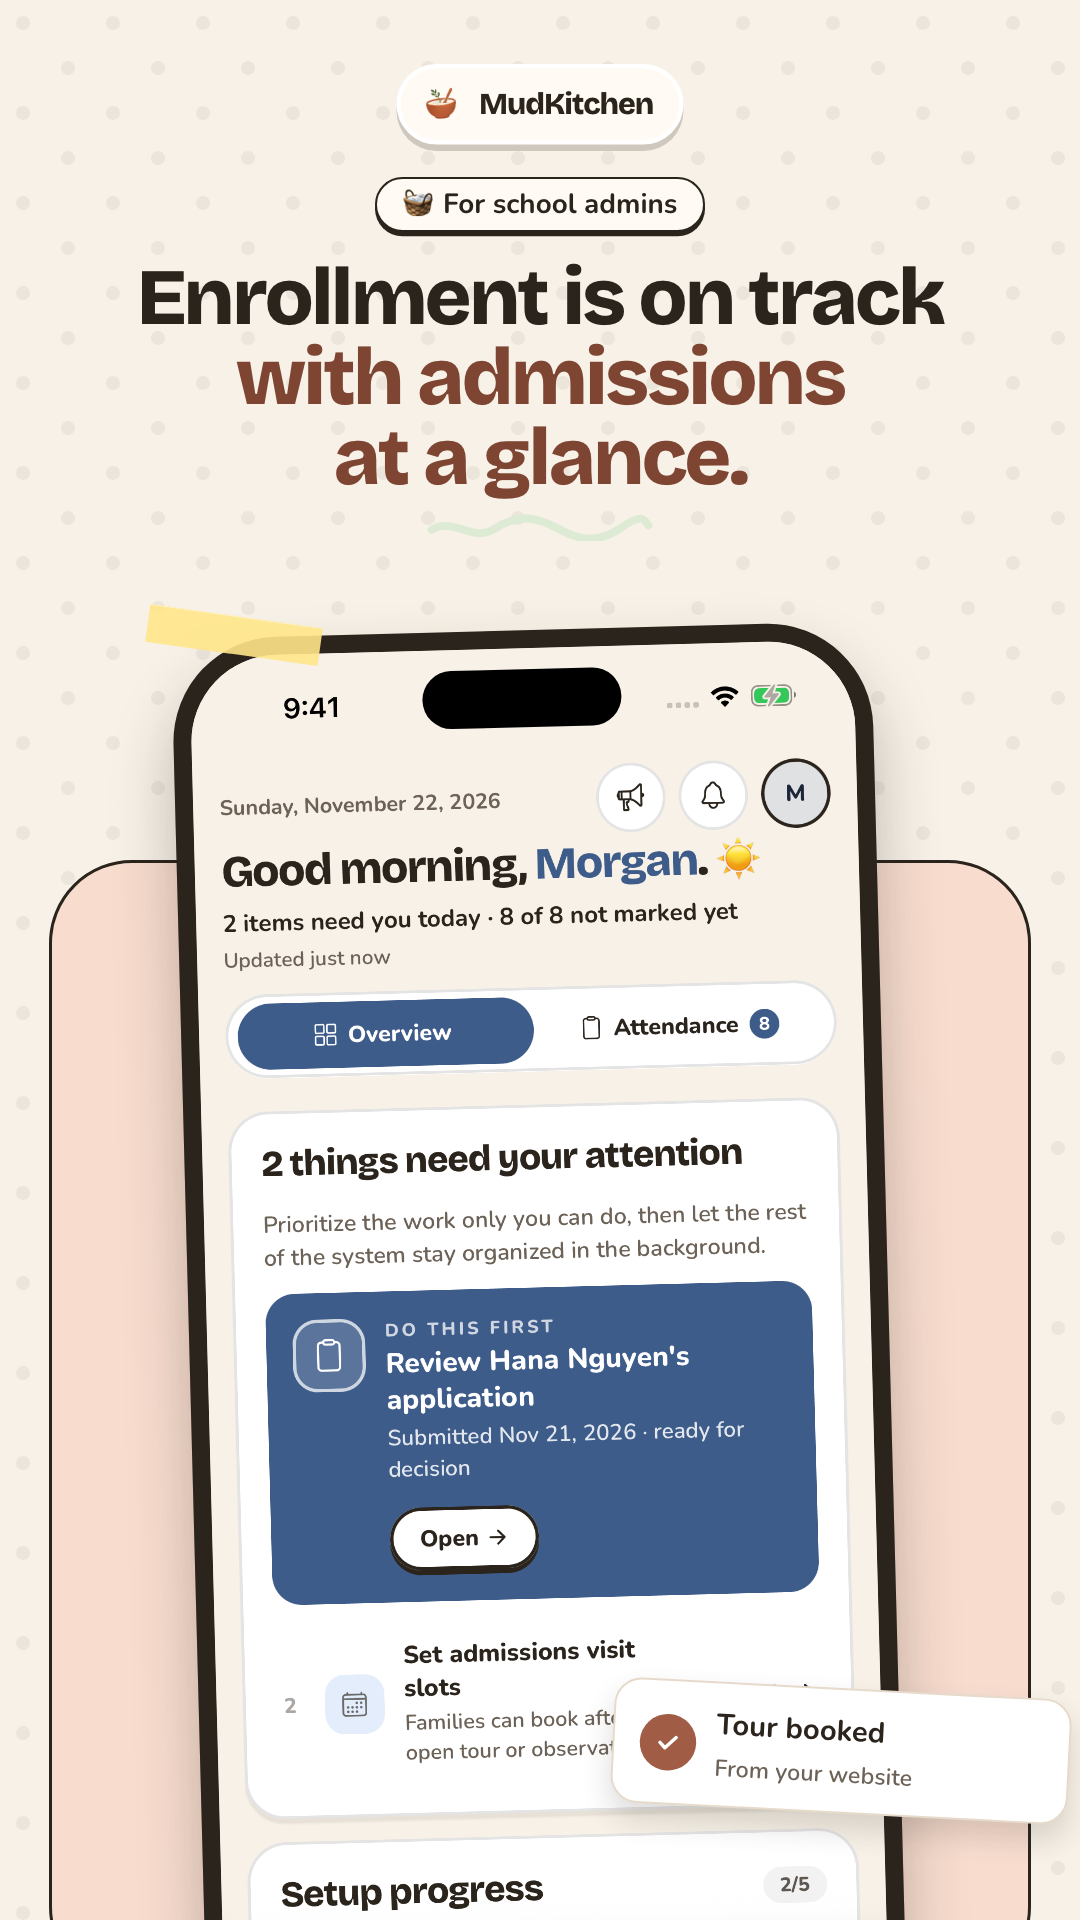 MudKitchen
For school admins
Enrollment is on track
with admissions
at a glance.
9:41
Sunday, November 22, 2026
M
Good morning, Morgan.
2 items need you today · 8 of 8 not marked yet
Updated just now
Overview
Attendance 8
2 things need your attention
Prioritize the work only you can do, then let the rest
of the system stay organized in the background.
DO THIS FIRST
Review Hana Nguyen's
application
Submitted Nov 21, 2026 · ready for
decision
Open →
Set admissions visit
slots
2
Families can book
open tour or
Tour booked
From your website
Setup progress
2/5